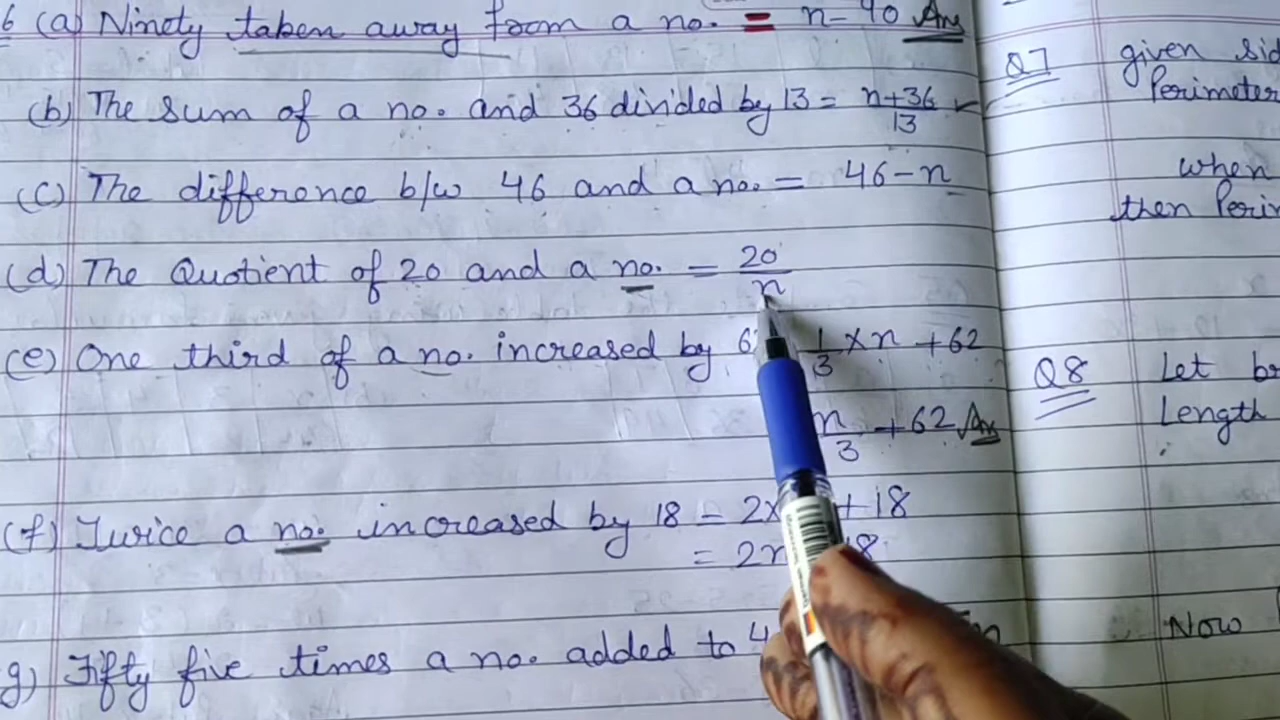 6 (a) Ninety taken away from a no. = n-90 Ans
(b) The Sum of a no. and 36 divided by 13 = n+36/13
(c) The difference b/w 46 and a no. = 46-n
(d) The Quotient of 20 and a no. = 20/n
(e) One third of a no. increased by 6 1/3 × n + 62
n/3 + 62 Ans
(f) Twice a no. increased by 18 = 2x +18
= 2n 18
g) Fifty five times a no. added to 4 n
Q7 given sid
Perimeter
when
then Perim
Q8 Let br
Length
Now